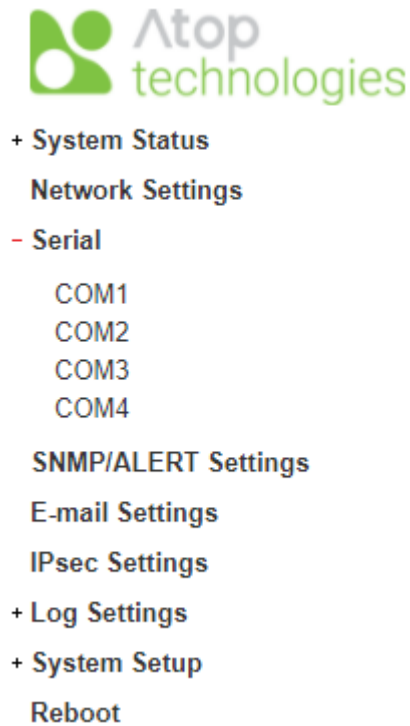 Atop
technologies
+ System Status
Network Settings
- Serial
COM1
COM2
COM3
COM4
SNMP/ALERT Settings
E-mail Settings
IPsec Settings
+ Log Settings
+ System Setup
Reboot